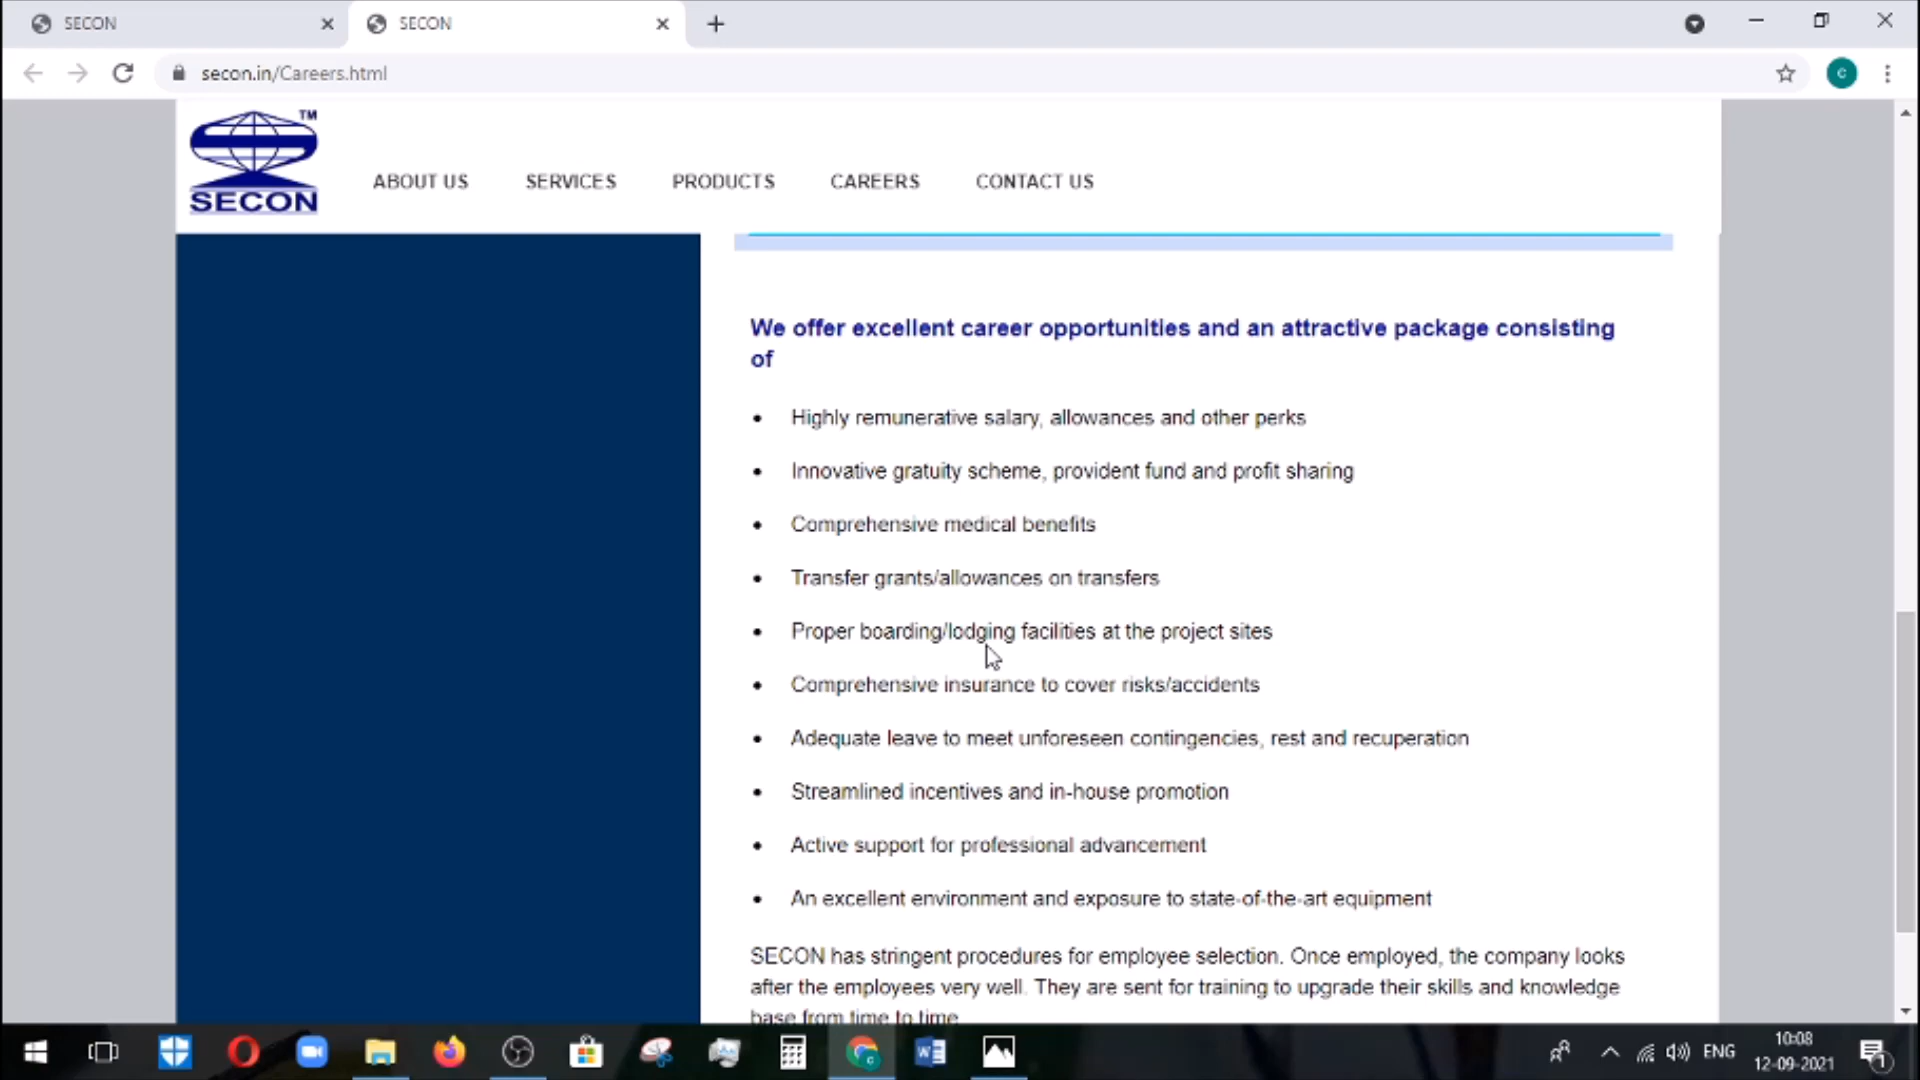 SECON
SECON
secon.in/Careers.html
C
TM
SECON
ABOUT US
SERVICES
PRODUCTS
CAREERS
CONTACT US
We offer excellent career opportunities and an attractive package consisting
of
• Highly remunerative salary, allowances and other perks
• Innovative gratuity scheme, provident fund and profit sharing
• Comprehensive medical benefits
• Transfer grants/allowances on transfers
• Proper boarding/lodging facilities at the project sites
• Comprehensive insurance to cover risks/accidents
• Adequate leave to meet unforeseen contingencies, rest and recuperation
• Streamlined incentives and in-house promotion
• Active support for professional advancement
• An excellent environment and exposure to state-of-the-art equipment
SECON has stringent procedures for employee selection. Once employed, the company looks
after the employees very well. They are sent for training to upgrade their skills and knowledge
base from time to time
ENG
10:08
12-09-2021
1